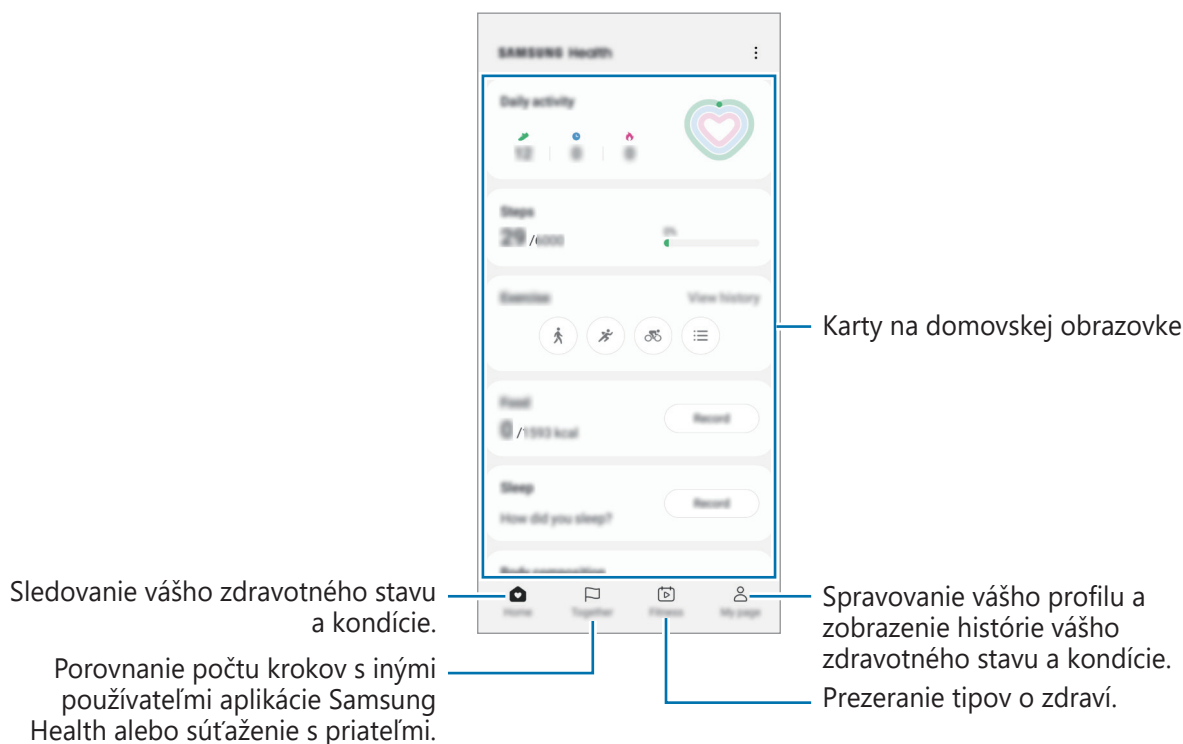 SAMSUNG Health
Daily activity
12 0 0
Steps
29 /6000
0%
Exercise
View history
Karty na domovskej obrazovke
Food
0 /1593 kcal
Record
Sleep
How did you sleep?
Record
Body composition
Home Together Fitness My page
Sledovanie vášho zdravotného stavu
a kondície.
Porovnanie počtu krokov s inými
používateľmi aplikácie Samsung
Health alebo súťaženie s priateľmi.
Spravovanie vášho profilu a
zobrazenie histórie vášho
zdravotného stavu a kondície.
Prezeranie tipov o zdraví.